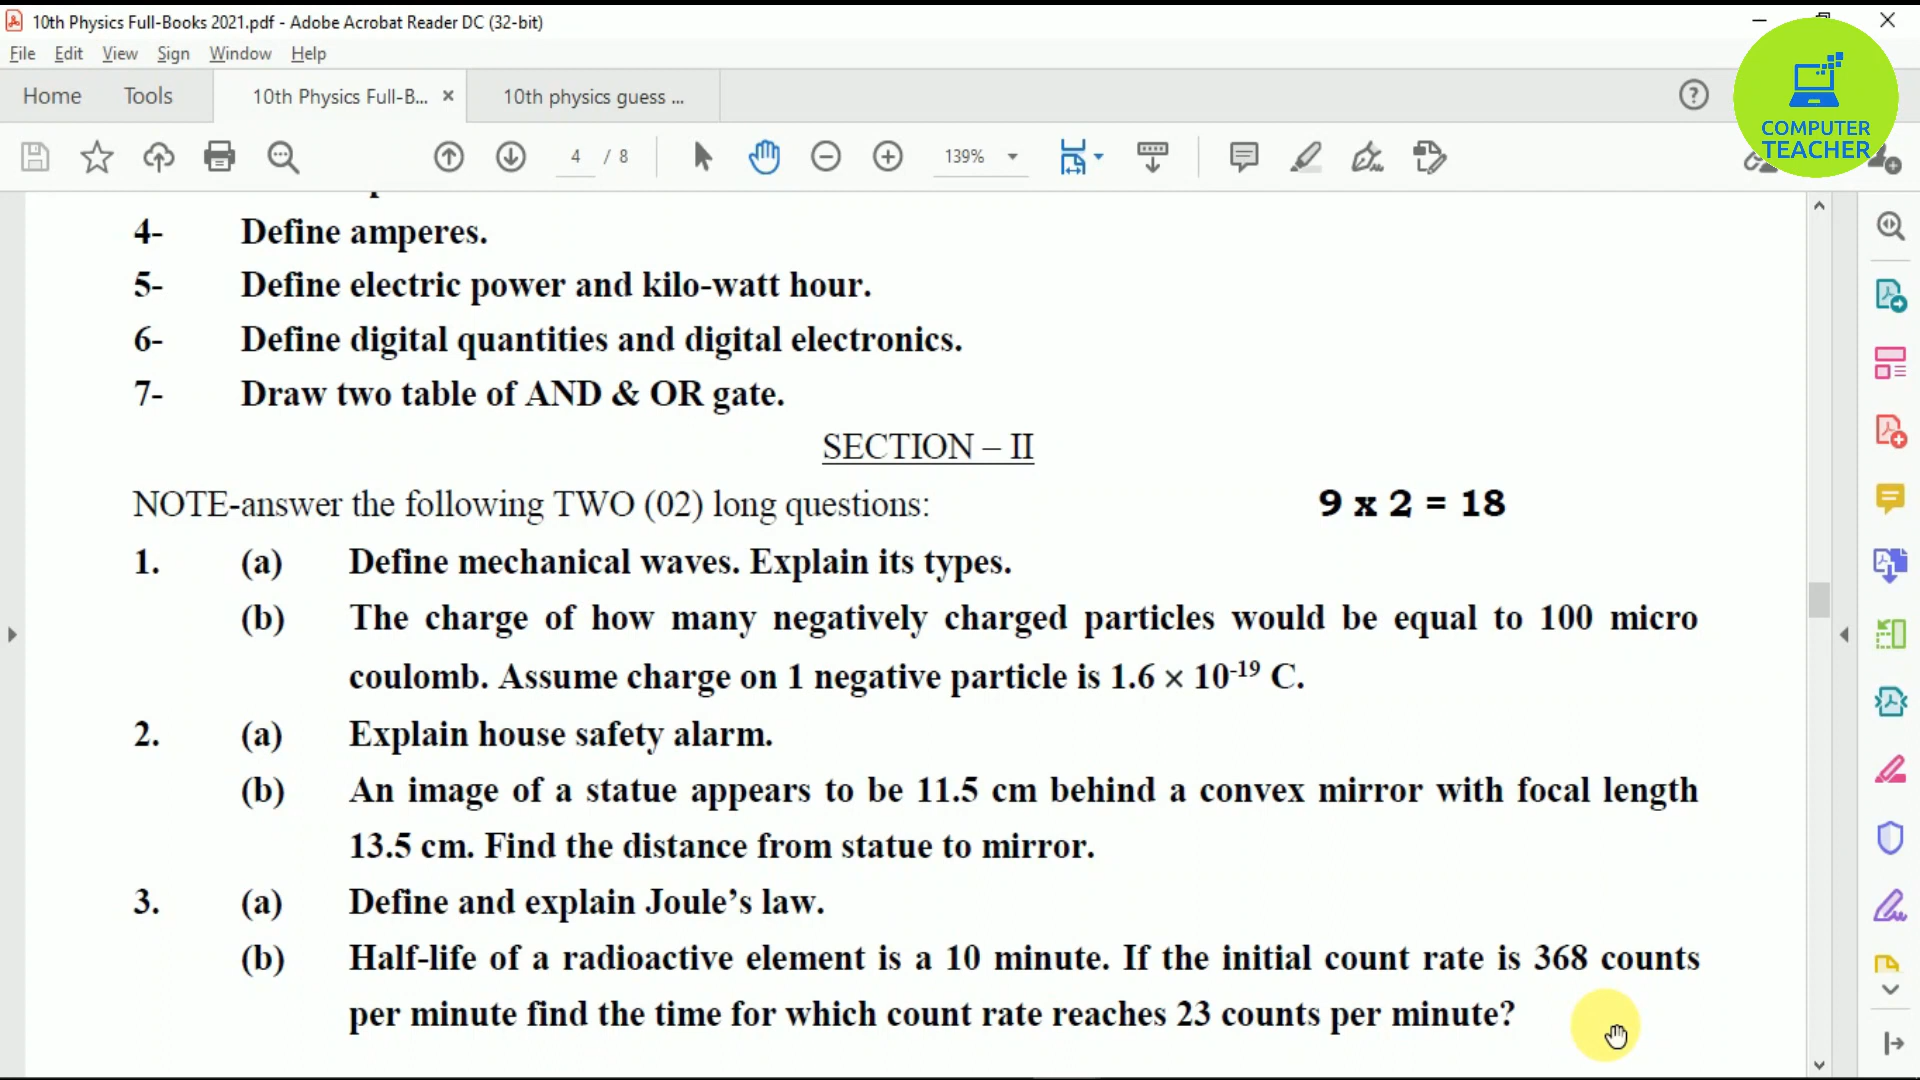 10th Physics Full-Books 2021.pdf - Adobe Acrobat Reader DC (32-bit)
File Edit View Sign Window Help
Home Tools 10th Physics Full-B... × 10th physics guess ...
4 / 8 139%
COMPUTER
TEACHER
4- Define amperes.
5- Define electric power and kilo-watt hour.
6- Define digital quantities and digital electronics.
7- Draw two table of AND & OR gate.
SECTION – II
NOTE-answer the following TWO (02) long questions: 9 x 2 = 18
1. (a) Define mechanical waves. Explain its types.
(b) The charge of how many negatively charged particles would be equal to 100 micro
coulomb. Assume charge on 1 negative particle is 1.6 × 10⁻¹⁹ C.
2. (a) Explain house safety alarm.
(b) An image of a statue appears to be 11.5 cm behind a convex mirror with focal length
13.5 cm. Find the distance from statue to mirror.
3. (a) Define and explain Joule’s law.
(b) Half-life of a radioactive element is a 10 minute. If the initial count rate is 368 counts
per minute find the time for which count rate reaches 23 counts per minute?